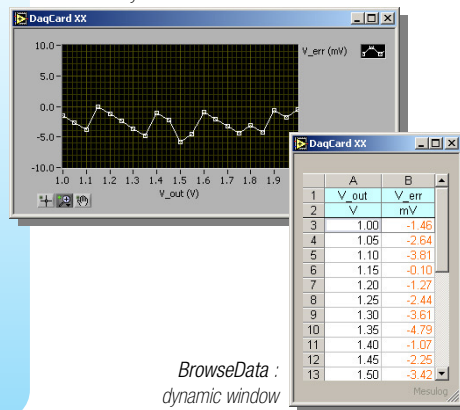 DaqCard XX
V_err (mV)
10.0
5.0
0.0
-5.0
-10.0
1.0 1.1 1.2 1.3 1.4 1.5 1.6 1.7 1.8 1.9
V_out (V)
DaqCard XX
A B
1 V_out V_err
2 V mV
3 1.00 -1.46
4 1.05 -2.64
5 1.10 -3.81
6 1.15 -0.10
7 1.20 -1.27
8 1.25 -2.44
9 1.30 -3.61
10 1.35 -4.79
11 1.40 -1.07
12 1.45 -2.25
13 1.50 -3.42
Mesulog
BrowseData :
dynamic window